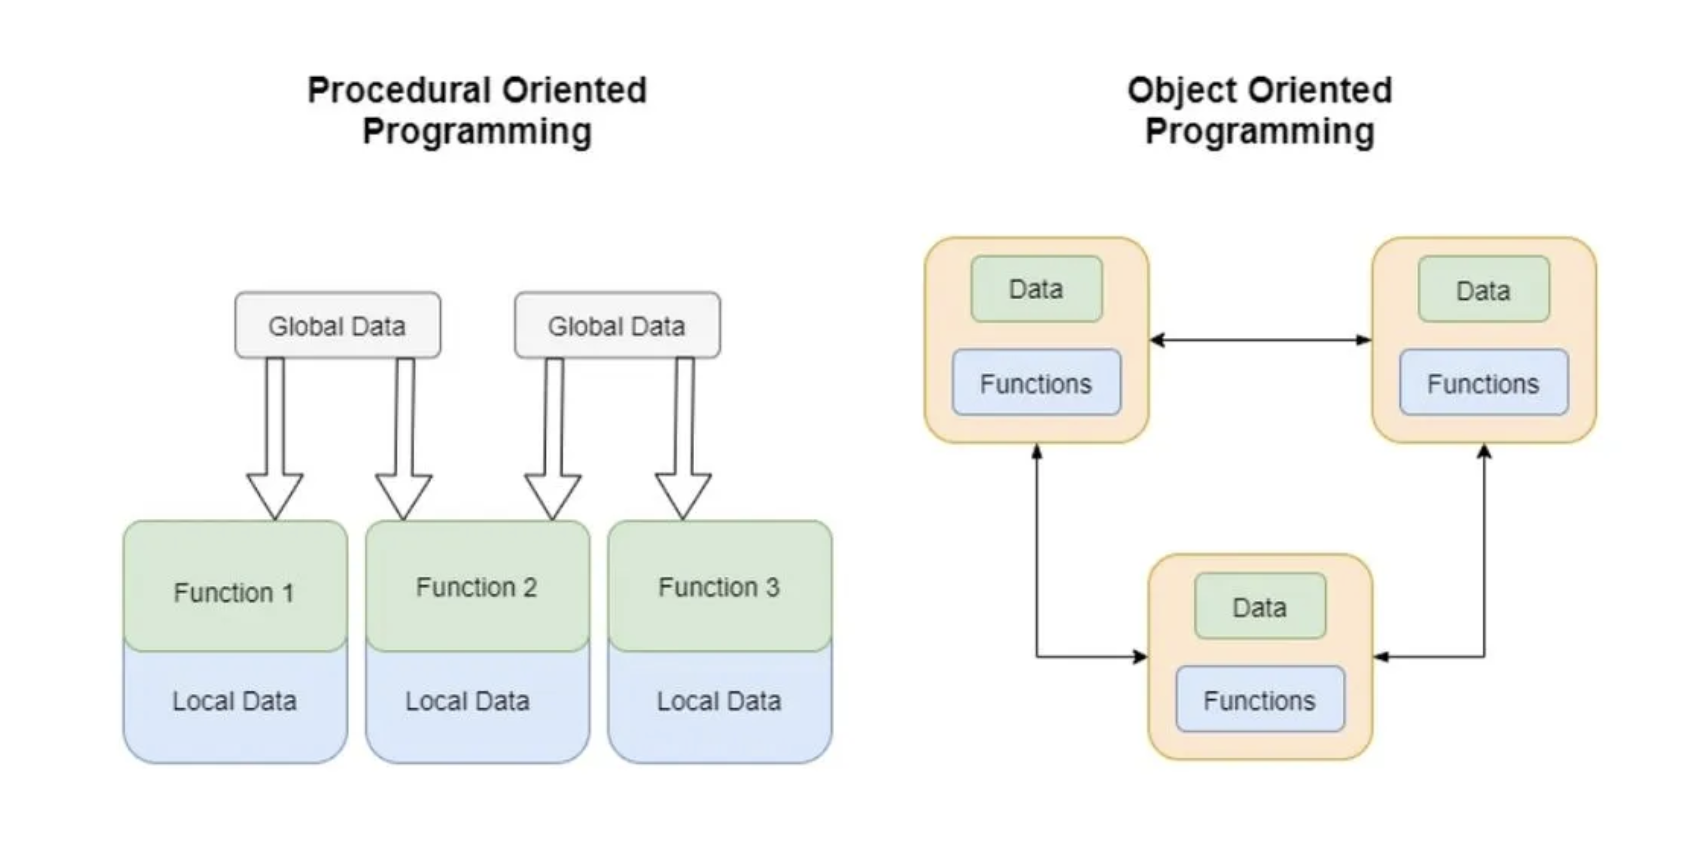 Procedural Oriented
Programming
Global Data
Global Data
Function 1
Function 2
Function 3
Local Data
Local Data
Local Data
Object Oriented
Programming
Data
Functions
Data
Functions
Data
Functions